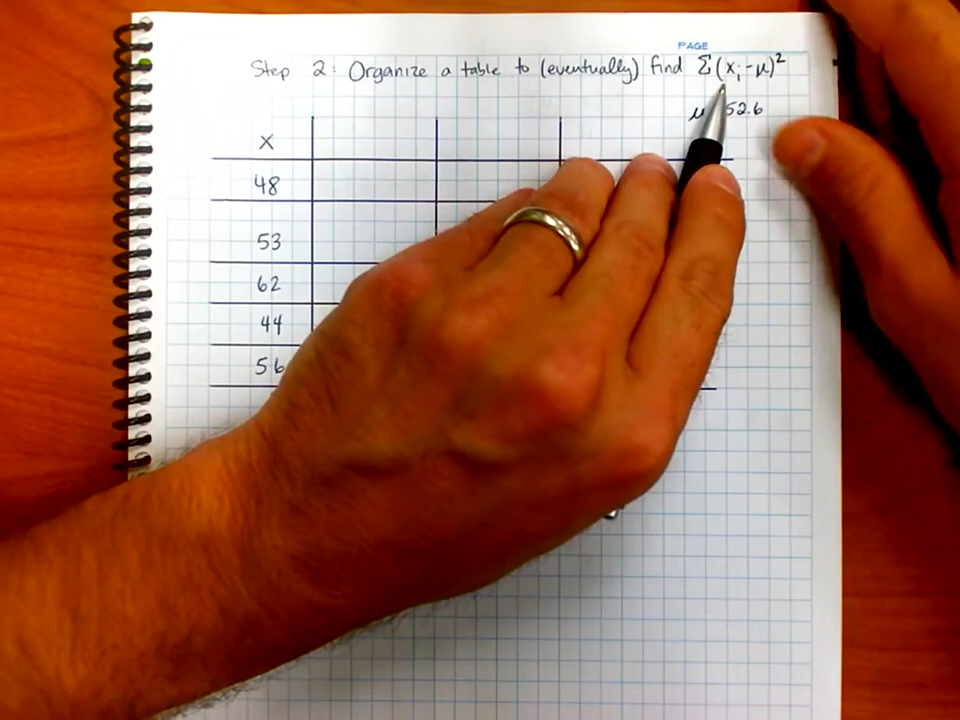 PAGE
Step 2: Organize a table to (eventually) find Σ(xᵢ-μ)²
μ 52.6
x
48
53
62
44
56